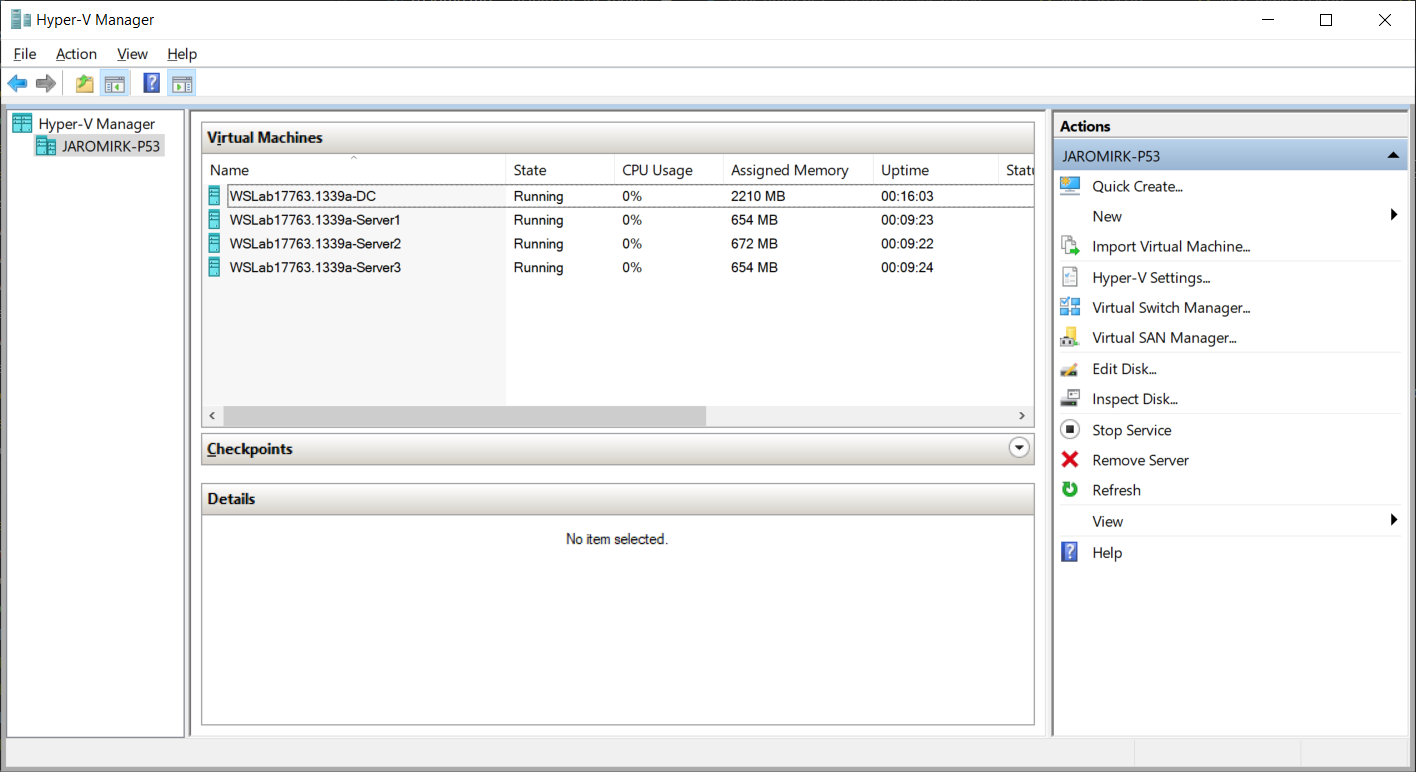 Hyper-V Manager
File Action View Help
Hyper-V Manager
JAROMIRK-P53
Virtual Machines
Name State CPU Usage Assigned Memory Uptime Statu
WSLab17763.1339a-DC Running 0% 2210 MB 00:16:03
WSLab17763.1339a-Server1 Running 0% 654 MB 00:09:23
WSLab17763.1339a-Server2 Running 0% 672 MB 00:09:22
WSLab17763.1339a-Server3 Running 0% 654 MB 00:09:24
Checkpoints
Details
No item selected.
Actions
JAROMIRK-P53
Quick Create...
New
Import Virtual Machine...
Hyper-V Settings...
Virtual Switch Manager...
Virtual SAN Manager...
Edit Disk...
Inspect Disk...
Stop Service
Remove Server
Refresh
View
Help